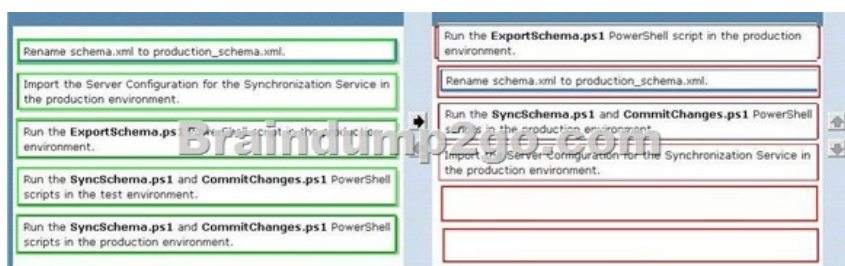 Rename schema.xml to production_schema.xml.
Import the Server Configuration for the Synchronization Service in
the production environment.
Run the ExportSchema.ps1 PowerShell script in the production
environment.
Run the SyncSchema.ps1 and CommitChanges.ps1 PowerShell
scripts in the test environment.
Run the SyncSchema.ps1 and CommitChanges.ps1 PowerShell
scripts in the production environment.
Run the ExportSchema.ps1 PowerShell script in the production
environment.
Rename schema.xml to production_schema.xml.
Run the SyncSchema.ps1 and CommitChanges.ps1 PowerShell
scripts in the production environment.
Import the Server Configuration for the Synchronization Service in
the production environment.
Braindump2go.com